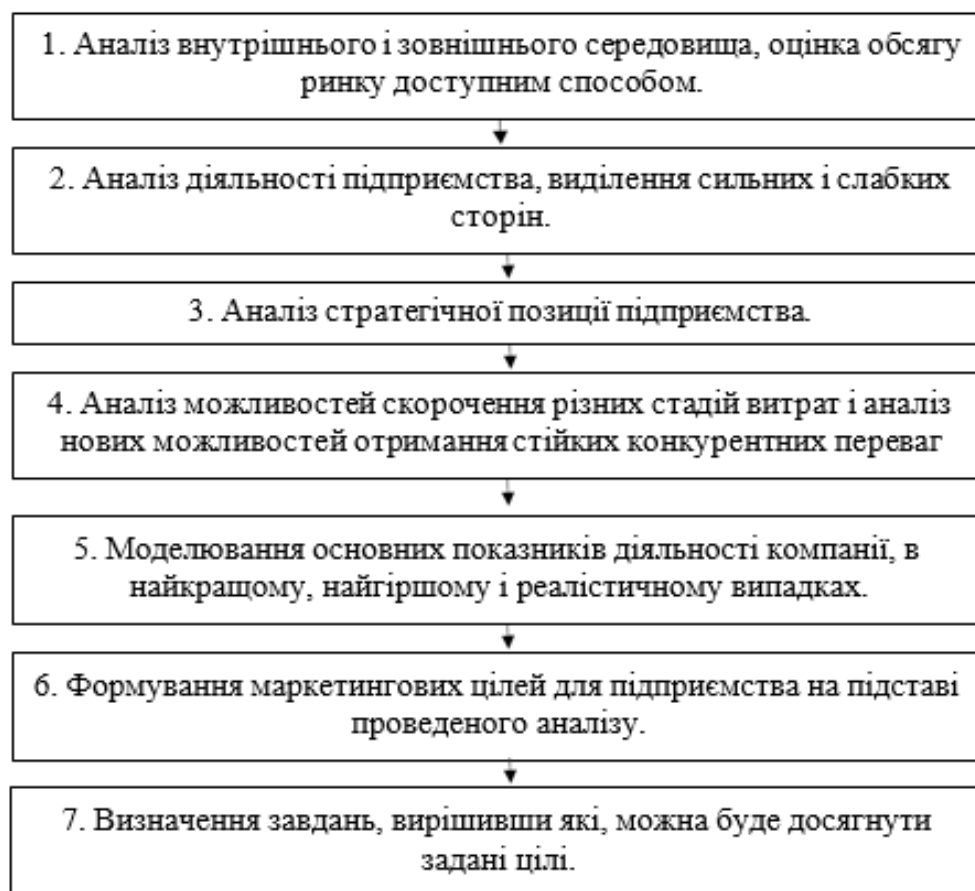 1. Аналіз внутрішнього і зовнішнього середовища, оцінка обсягу
ринку доступним способом.
2. Аналіз діяльності підприємства, виділення сильних і слабких
сторін.
3. Аналіз стратегічної позиції підприємства.
4. Аналіз можливостей скорочення різних стадій витрат і аналіз
нових можливостей отримання стійких конкурентних переваг
5. Моделювання основних показників діяльності компанії, в
найкращому, найгіршому і реалістичному випадках.
6. Формування маркетингових цілей для підприємства на підставі
проведеного аналізу.
7. Визначення завдань, вирішивши які, можна буде досягнути
задані цілі.